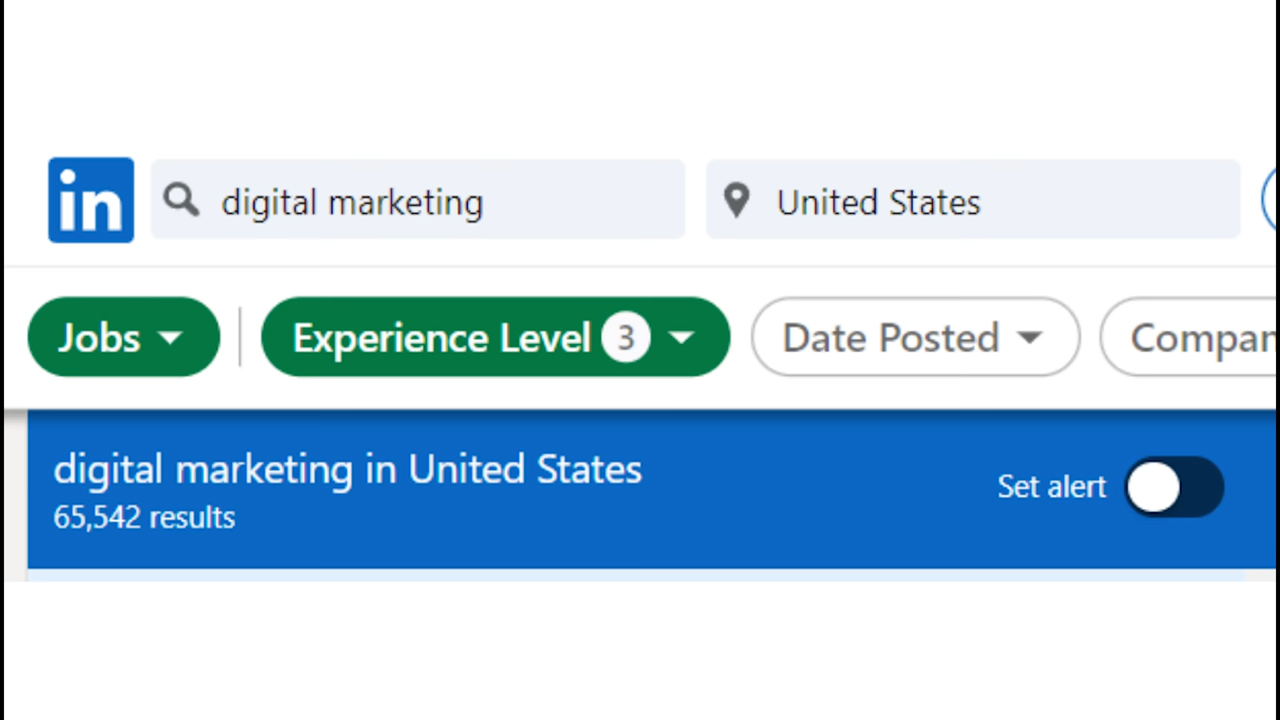 in digital marketing United States
Jobs Experience Level 3 Date Posted Compan
digital marketing in United States
65,542 results
Set alert